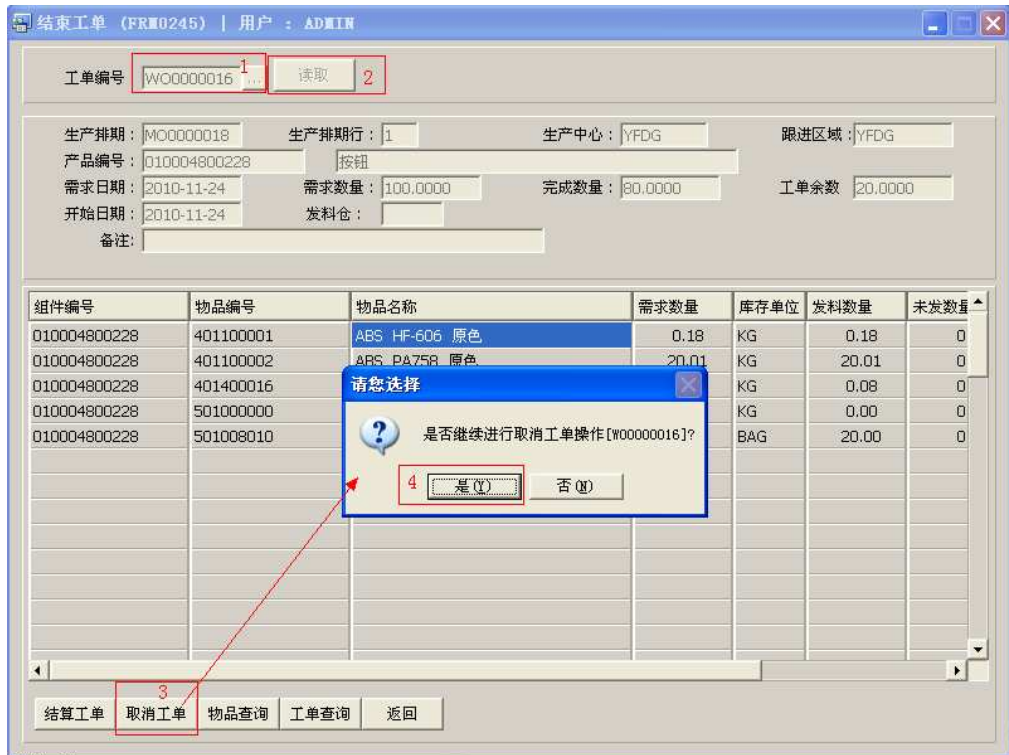 结束工单 (FRM0245) | 用户 : ADMIN
工单编号 WO0000016 ... 读取
1
2
生产排期: MO0000018 生产排期行: 1 生产中心: YFDG 跟进区域: YFDG
产品编号: 010004800228 按钮
需求日期: 2010-11-24 需求数量: 100.0000 完成数量: 80.0000 工单余数 20.0000
开始日期: 2010-11-24 发料仓:
备注:
组件编号 物品编号 物品名称 需求数量 库存单位 发料数量 未发数量
010004800228 401100001 ABS HF-606 原色 0.18 KG 0.18 0
010004800228 401100002 ABS PA758 原色 20.01 KG 20.01 0
010004800228 401400016 KG 0.08 0
010004800228 501000000 KG 0.00 0
010004800228 501008010 BAG 20.00 0
请您选择
是否继续进行取消工单操作[WO0000016]?
4 是(Y) 否(N)
3
结算工单 取消工单 物品查询 工单查询 返回